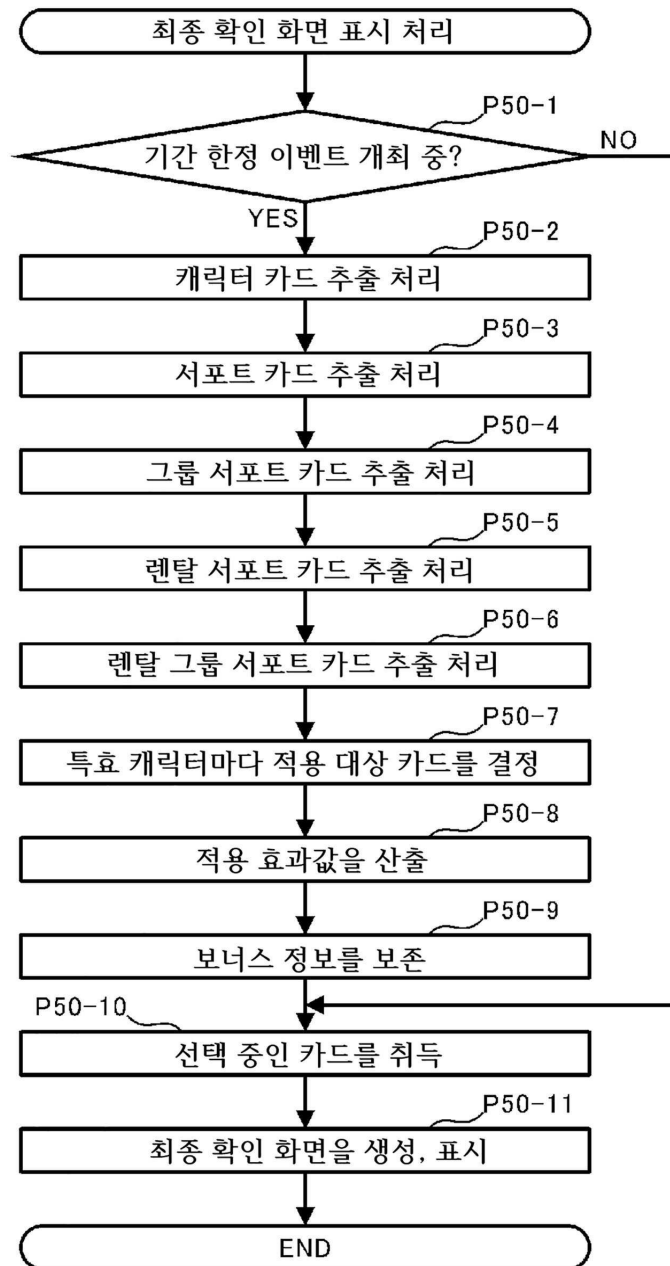 최종 확인 화면 표시 처리
P50-1
기간 한정 이벤트 개최 중?
NO
YES
P50-2
캐릭터 카드 추출 처리
P50-3
서포트 카드 추출 처리
P50-4
그룹 서포트 카드 추출 처리
P50-5
렌탈 서포트 카드 추출 처리
P50-6
렌탈 그룹 서포트 카드 추출 처리
P50-7
특효 캐릭터마다 적용 대상 카드를 결정
P50-8
적용 효과값을 산출
P50-9
보너스 정보를 보존
P50-10
선택 중인 카드를 취득
P50-11
최종 확인 화면을 생성, 표시
END